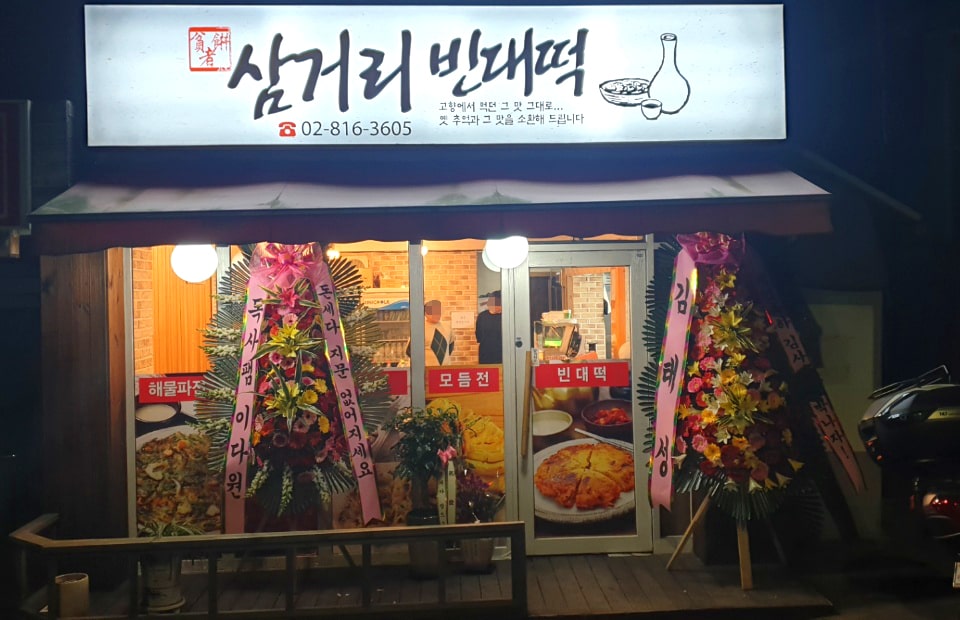 貧者餠
삼거리 빈대떡
고향에서 먹던 그 맛 그대로...
옛 추억과 그 맛을 소환해 드립니다
☎02-816-3605
돈세다 지문 없어지세요
독사팸 이다원
김태성
해물파전
모듬전
빈대떡